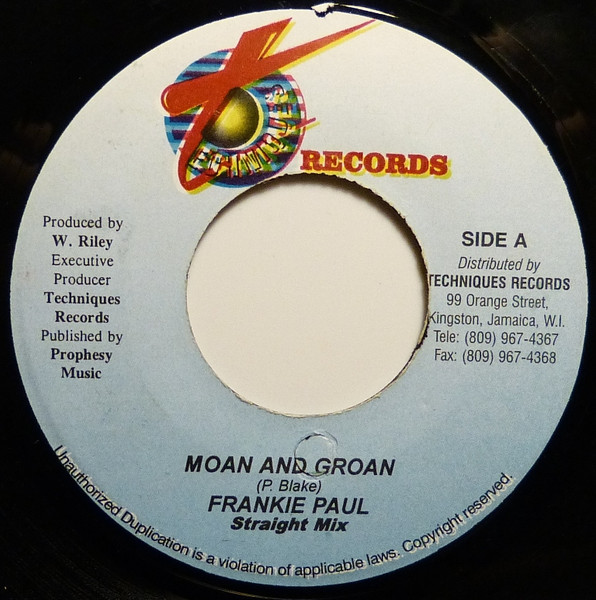 TECHNIQUES
RECORDS
Produced by
W. Riley
Executive
Producer
Techniques
Records
Published by
Prophesy
Music
SIDE A
Distributed by
TECHNIQUES RECORDS
99 Orange Street,
Kingston, Jamaica, W.I.
Tele: (809) 967-4367
Fax: (809) 967-4368
MOAN AND GROAN
(P. Blake)
FRANKIE PAUL
Straight Mix
Unauthorized Duplication is a violation of applicable laws. Copyright reserved.